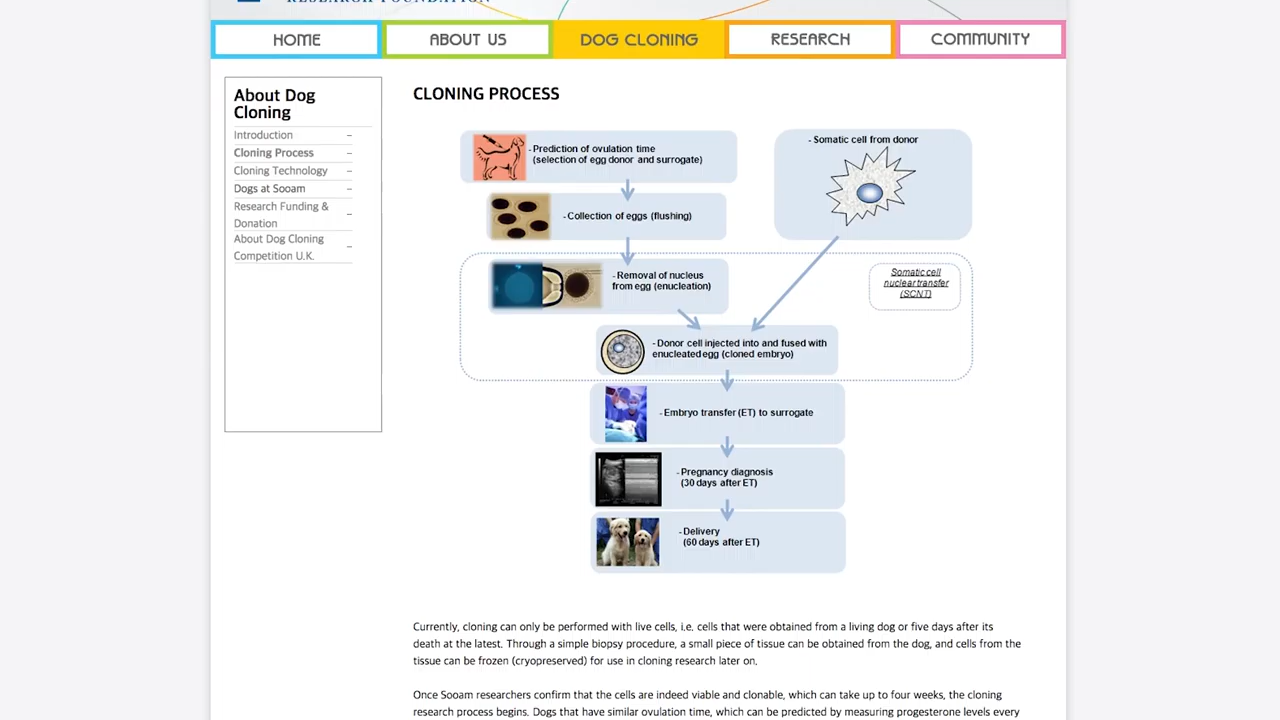 RESEARCH FOUNDATION
HOME
ABOUT US
DOG CLONING
RESEARCH
COMMUNITY
About Dog
Cloning
Introduction –
Cloning Process –
Cloning Technology –
Dogs at Sooam –
Research Funding &
Donation –
About Dog Cloning
Competition U.K. –
CLONING PROCESS
- Prediction of ovulation time
(selection of egg donor and surrogate)
- Somatic cell from donor
- Collection of eggs (flushing)
- Removal of nucleus
from egg (enucleation)
Somatic cell
nuclear transfer
(SCNT)
- Donor cell injected into and fused with
enucleated egg (cloned embryo)
- Embryo transfer (ET) to surrogate
- Pregnancy diagnosis
(30 days after ET)
- Delivery
(60 days after ET)
Currently, cloning can only be performed with live cells, i.e. cells that were obtained from a living dog or five days after its
death at the latest. Through a simple biopsy procedure, a small piece of tissue can be obtained from the dog, and cells from the
tissue can be frozen (cryopreserved) for use in cloning research later on.
Once Sooam researchers confirm that the cells are indeed viable and clonable, which can take up to four weeks, the cloning
research process begins. Dogs that have similar ovulation time, which can be predicted by measuring progesterone levels every